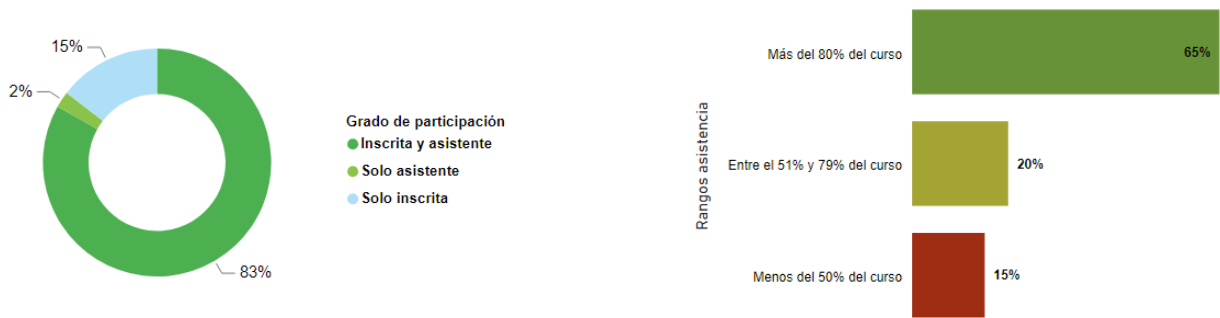 15%
2%
83%
Grado de participación
Inscrita y asistente
Solo asistente
Solo inscrita
Rangos asistencia
Más del 80% del curso
65%
Entre el 51% y 79% del curso
20%
Menos del 50% del curso
15%